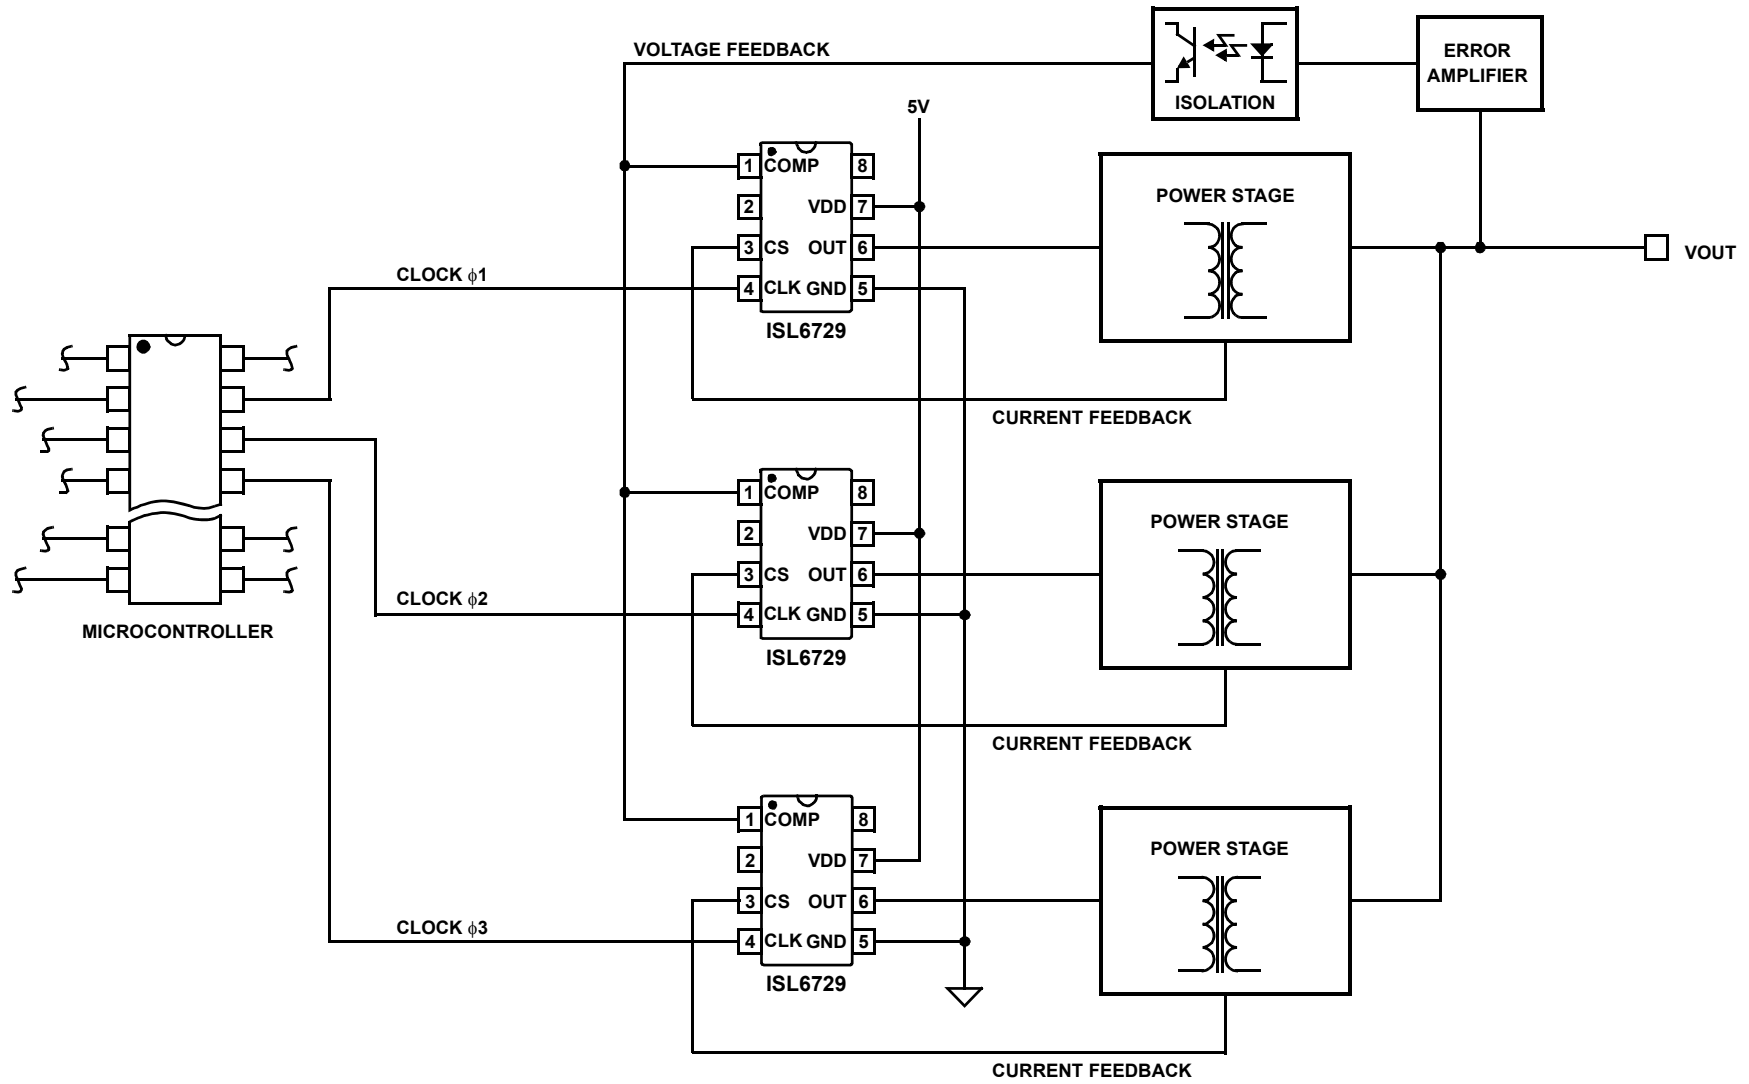 VOLTAGE FEEDBACK
ISOLATION
ERROR
AMPLIFIER
5V
1 COMP 8
2 VDD 7
3 CS OUT 6
4 CLK GND 5
ISL6729
POWER STAGE
VOUT
CLOCK ϕ1
CURRENT FEEDBACK
1 COMP 8
2 VDD 7
3 CS OUT 6
4 CLK GND 5
ISL6729
POWER STAGE
CLOCK ϕ2
MICROCONTROLLER
CURRENT FEEDBACK
1 COMP 8
2 VDD 7
3 CS OUT 6
4 CLK GND 5
ISL6729
POWER STAGE
CLOCK ϕ3
CURRENT FEEDBACK